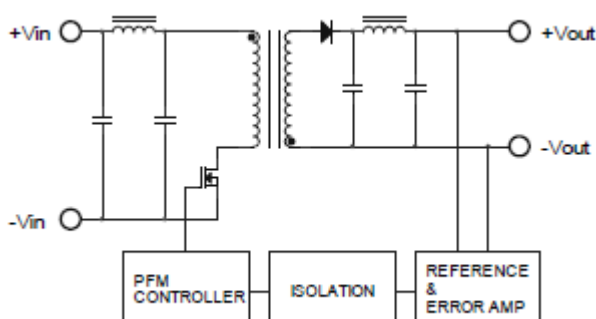 +Vin
+Vout
-Vout
-Vin
PFM
CONTROLLER
ISOLATION
REFERENCE
&
ERROR AMP